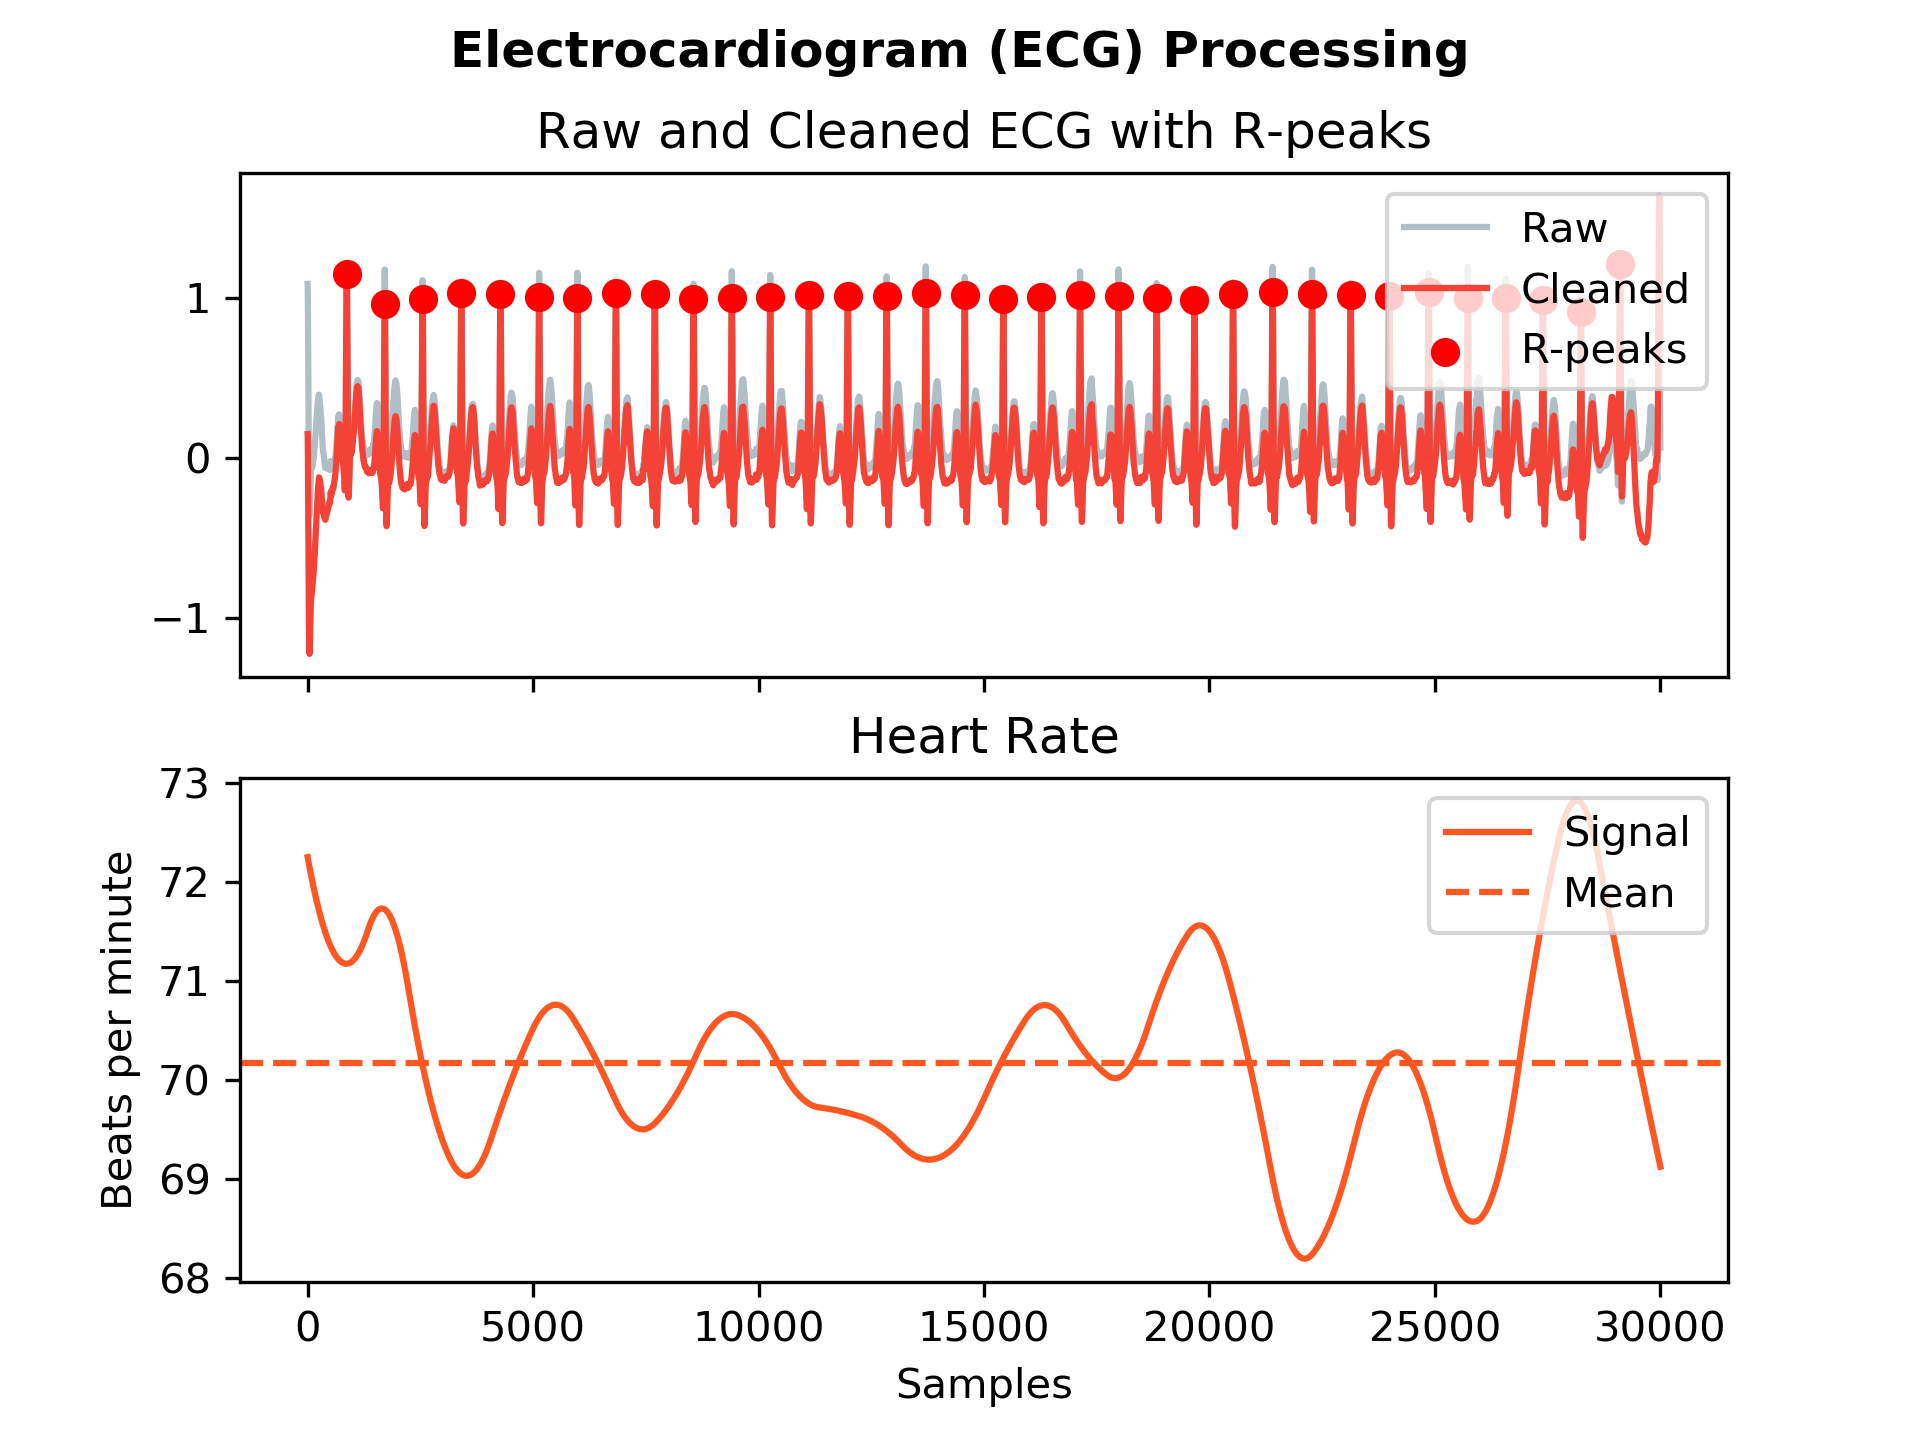 Electrocardiogram (ECG) Processing
Raw and Cleaned ECG with R-peaks
1
0
−1
Raw
Cleaned
R-peaks
Heart Rate
Beats per minute
73
72
71
70
69
68
Signal
Mean
0 5000 10000 15000 20000 25000 30000
Samples